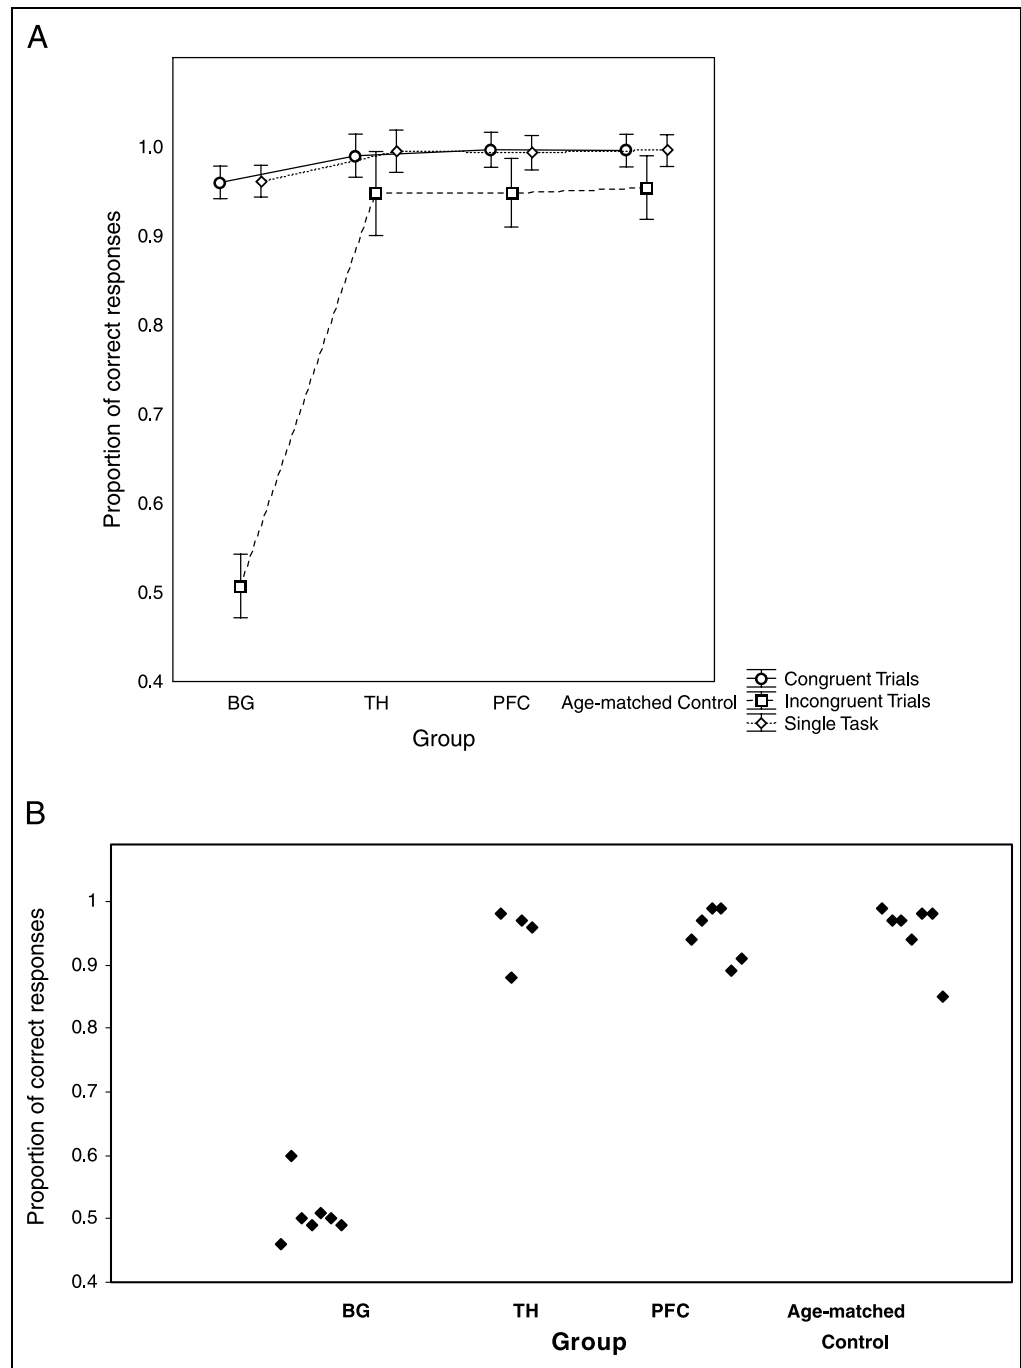 A
1.0
0.9
0.8
0.7
0.6
0.5
0.4
Proportion of correct responses
BG TH PFC Age-matched Control
Group
Congruent Trials
Incongruent Trials
Single Task
B
1
0.9
0.8
0.7
0.6
0.5
0.4
Proportion of correct responses
BG TH PFC Age-matched
Control
Group